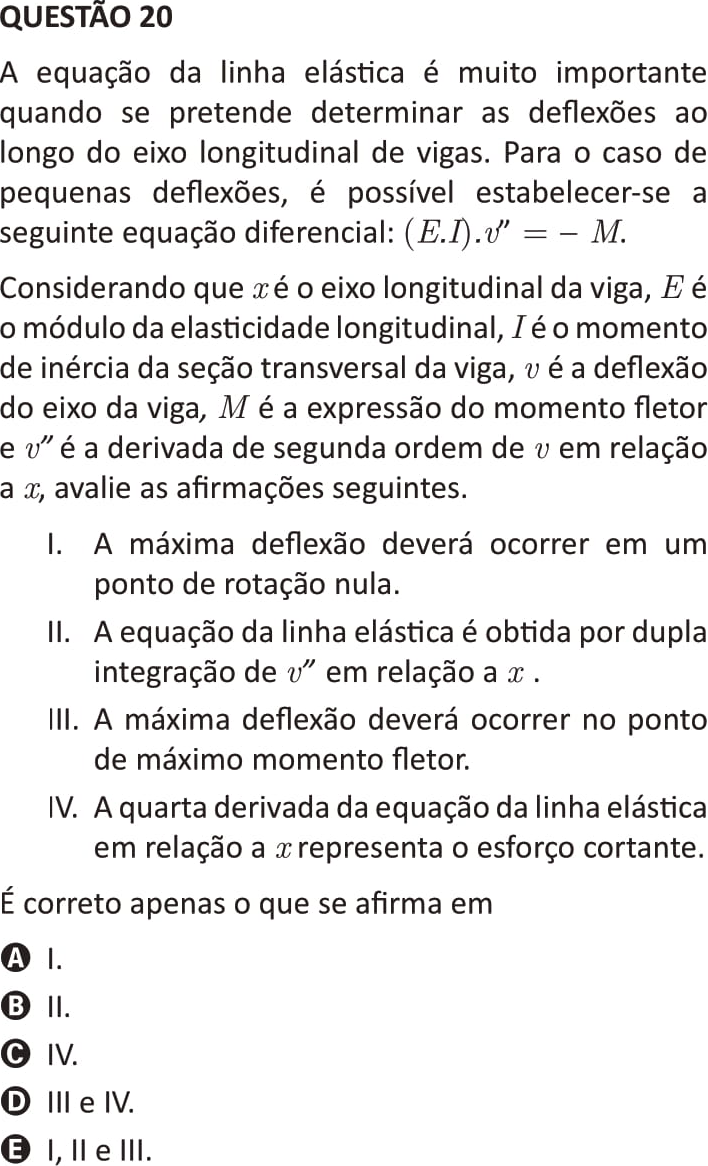 QUESTÃO 20
A equação da linha elástica é muito importante
quando se pretende determinar as deflexões ao
longo do eixo longitudinal de vigas. Para o caso de
pequenas deflexões, é possível estabelecer-se a
seguinte equação diferencial: (E.I).v″ = − M.
Considerando que x é o eixo longitudinal da viga, E é
o módulo da elasticidade longitudinal, I é o momento
de inércia da seção transversal da viga, v é a deflexão
do eixo da viga, M é a expressão do momento fletor
e v″ é a derivada de segunda ordem de v em relação
a x, avalie as afirmações seguintes.
I. A máxima deflexão deverá ocorrer em um
ponto de rotação nula.
II. A equação da linha elástica é obtida por dupla
integração de v″ em relação a x .
III. A máxima deflexão deverá ocorrer no ponto
de máximo momento fletor.
IV. A quarta derivada da equação da linha elástica
em relação a x representa o esforço cortante.
É correto apenas o que se afirma em
A I.
B II.
C IV.
D III e IV.
E I, II e III.